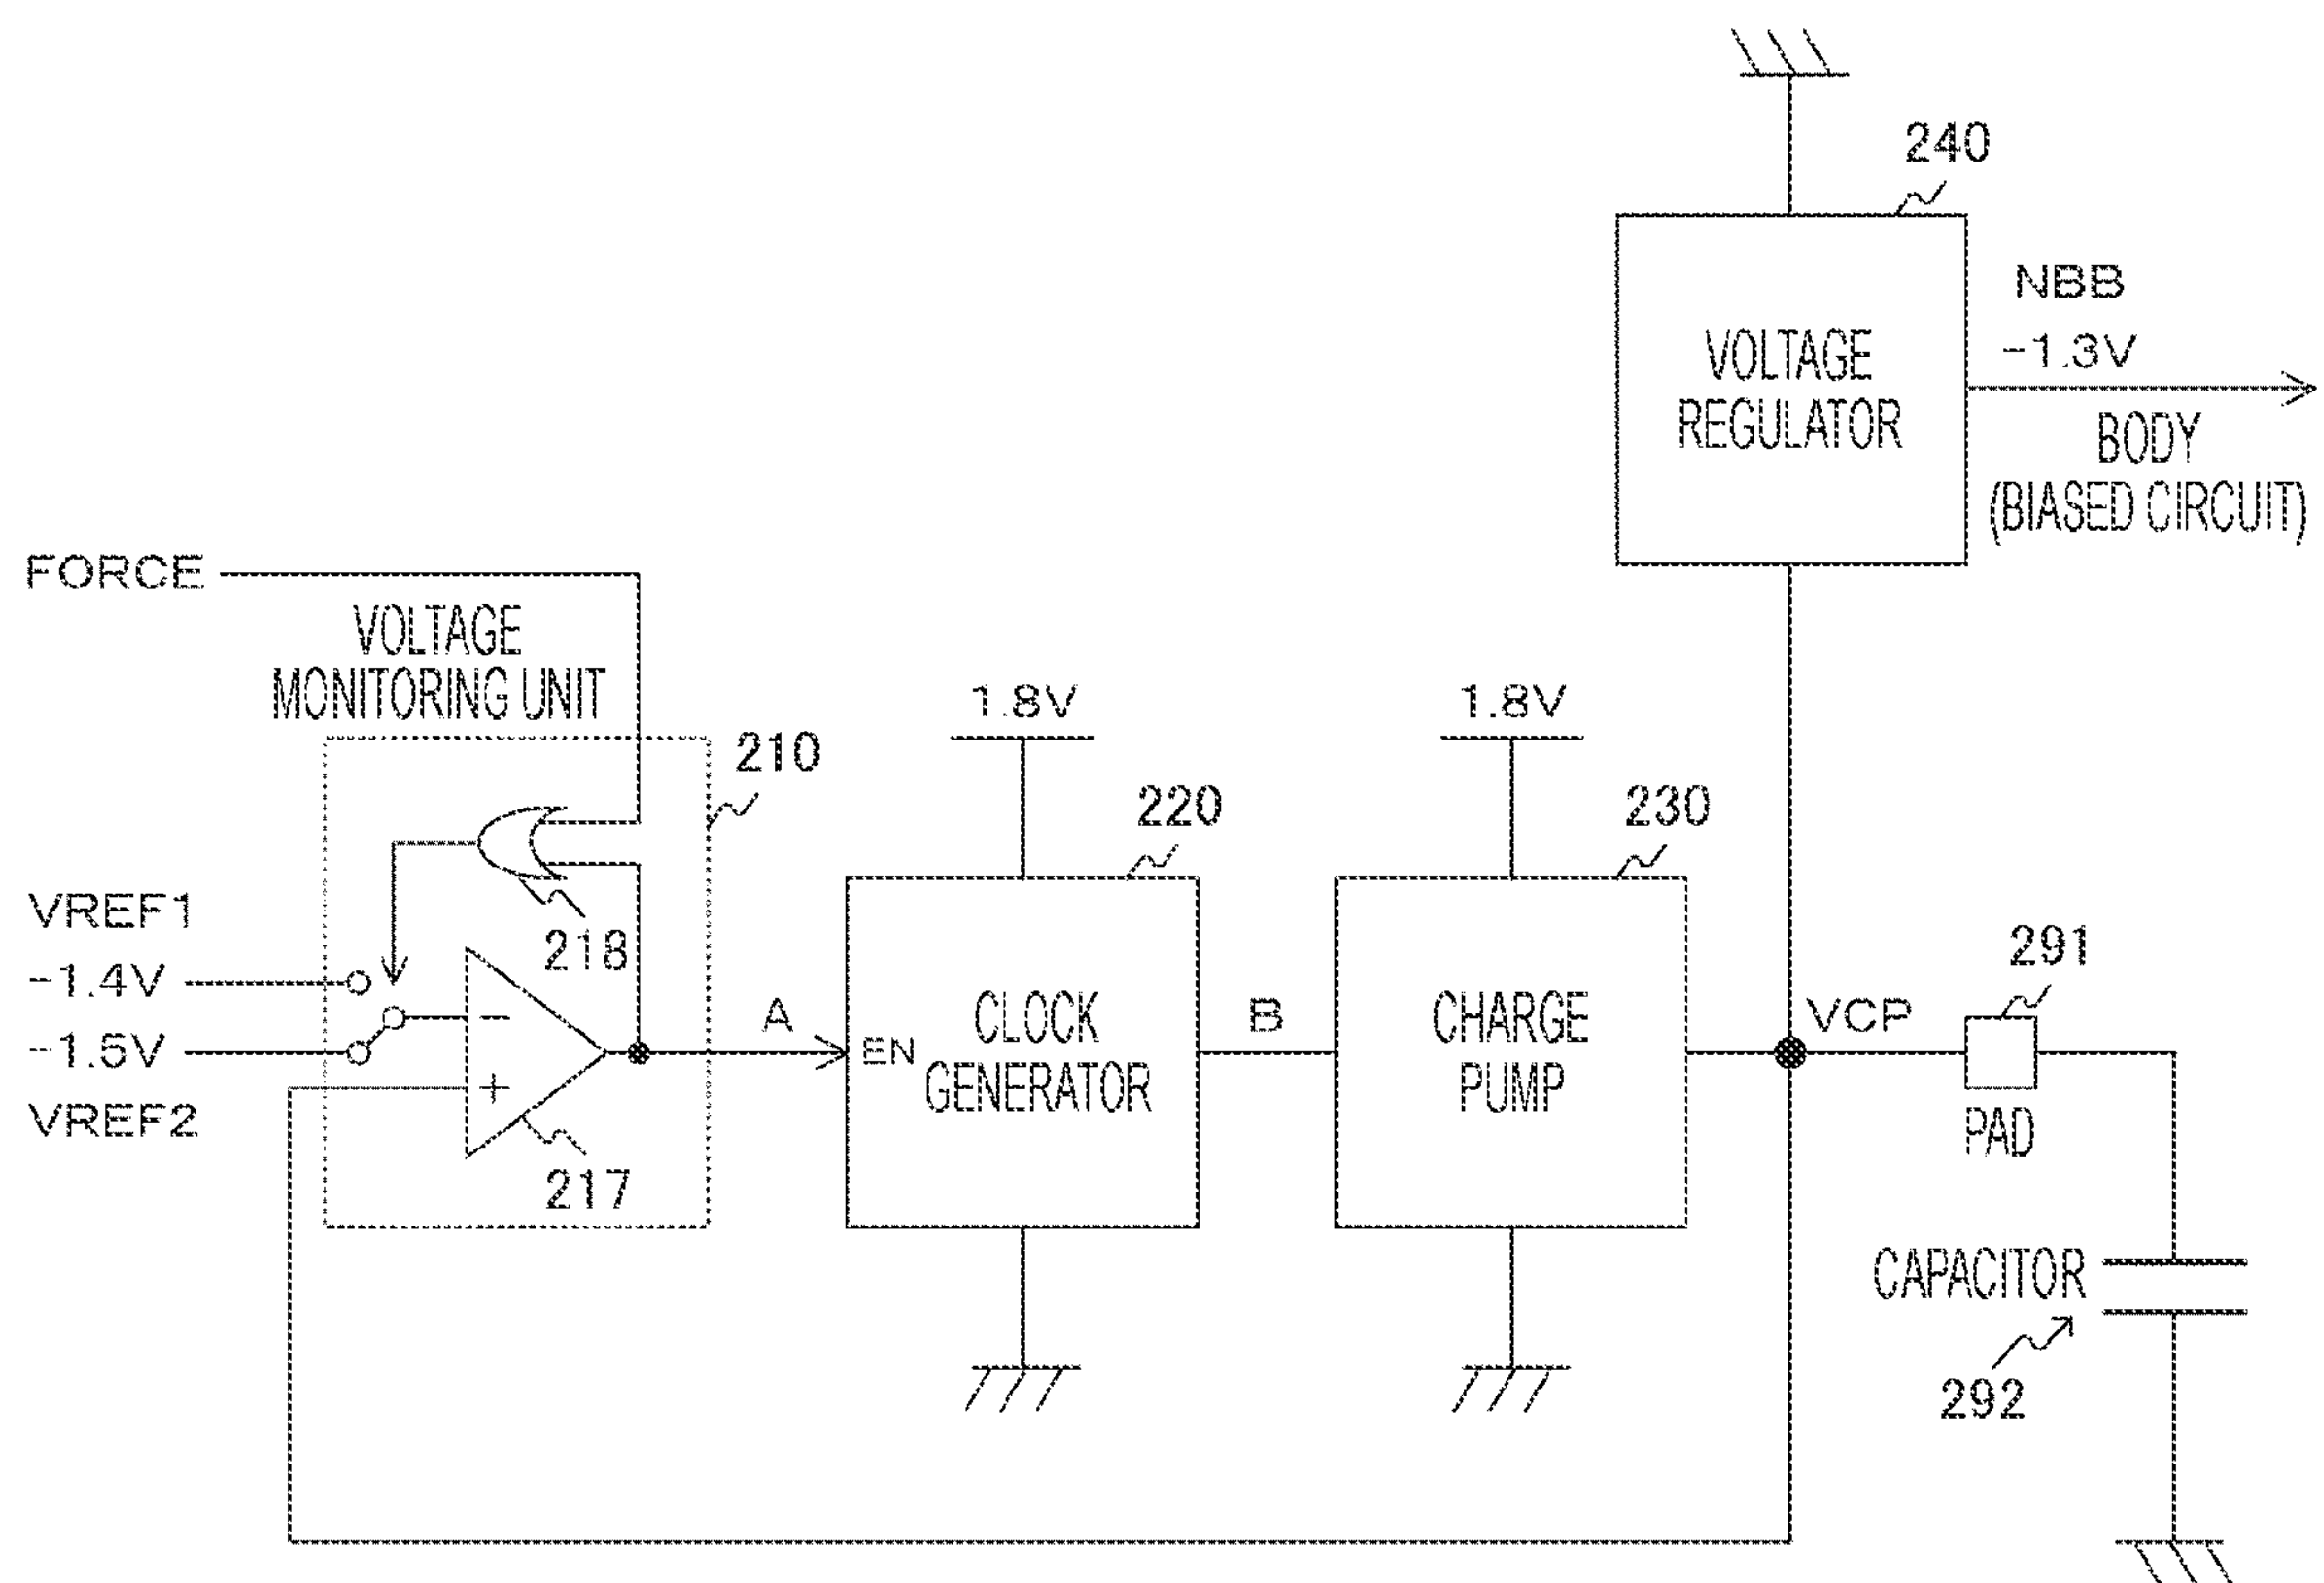 240
NBB
-1.3V
VOLTAGE
REGULATOR
BODY
(BIASED CIRCUIT)
FORCE
VOLTAGE
MONITORING UNIT
210
1.8V
1.8V
220
230
VREF1
-1.4V
-1.5V
VREF2
218
−
+
217
A
EN
CLOCK
GENERATOR
B
CHARGE
PUMP
VCP
291
PAD
CAPACITOR
292